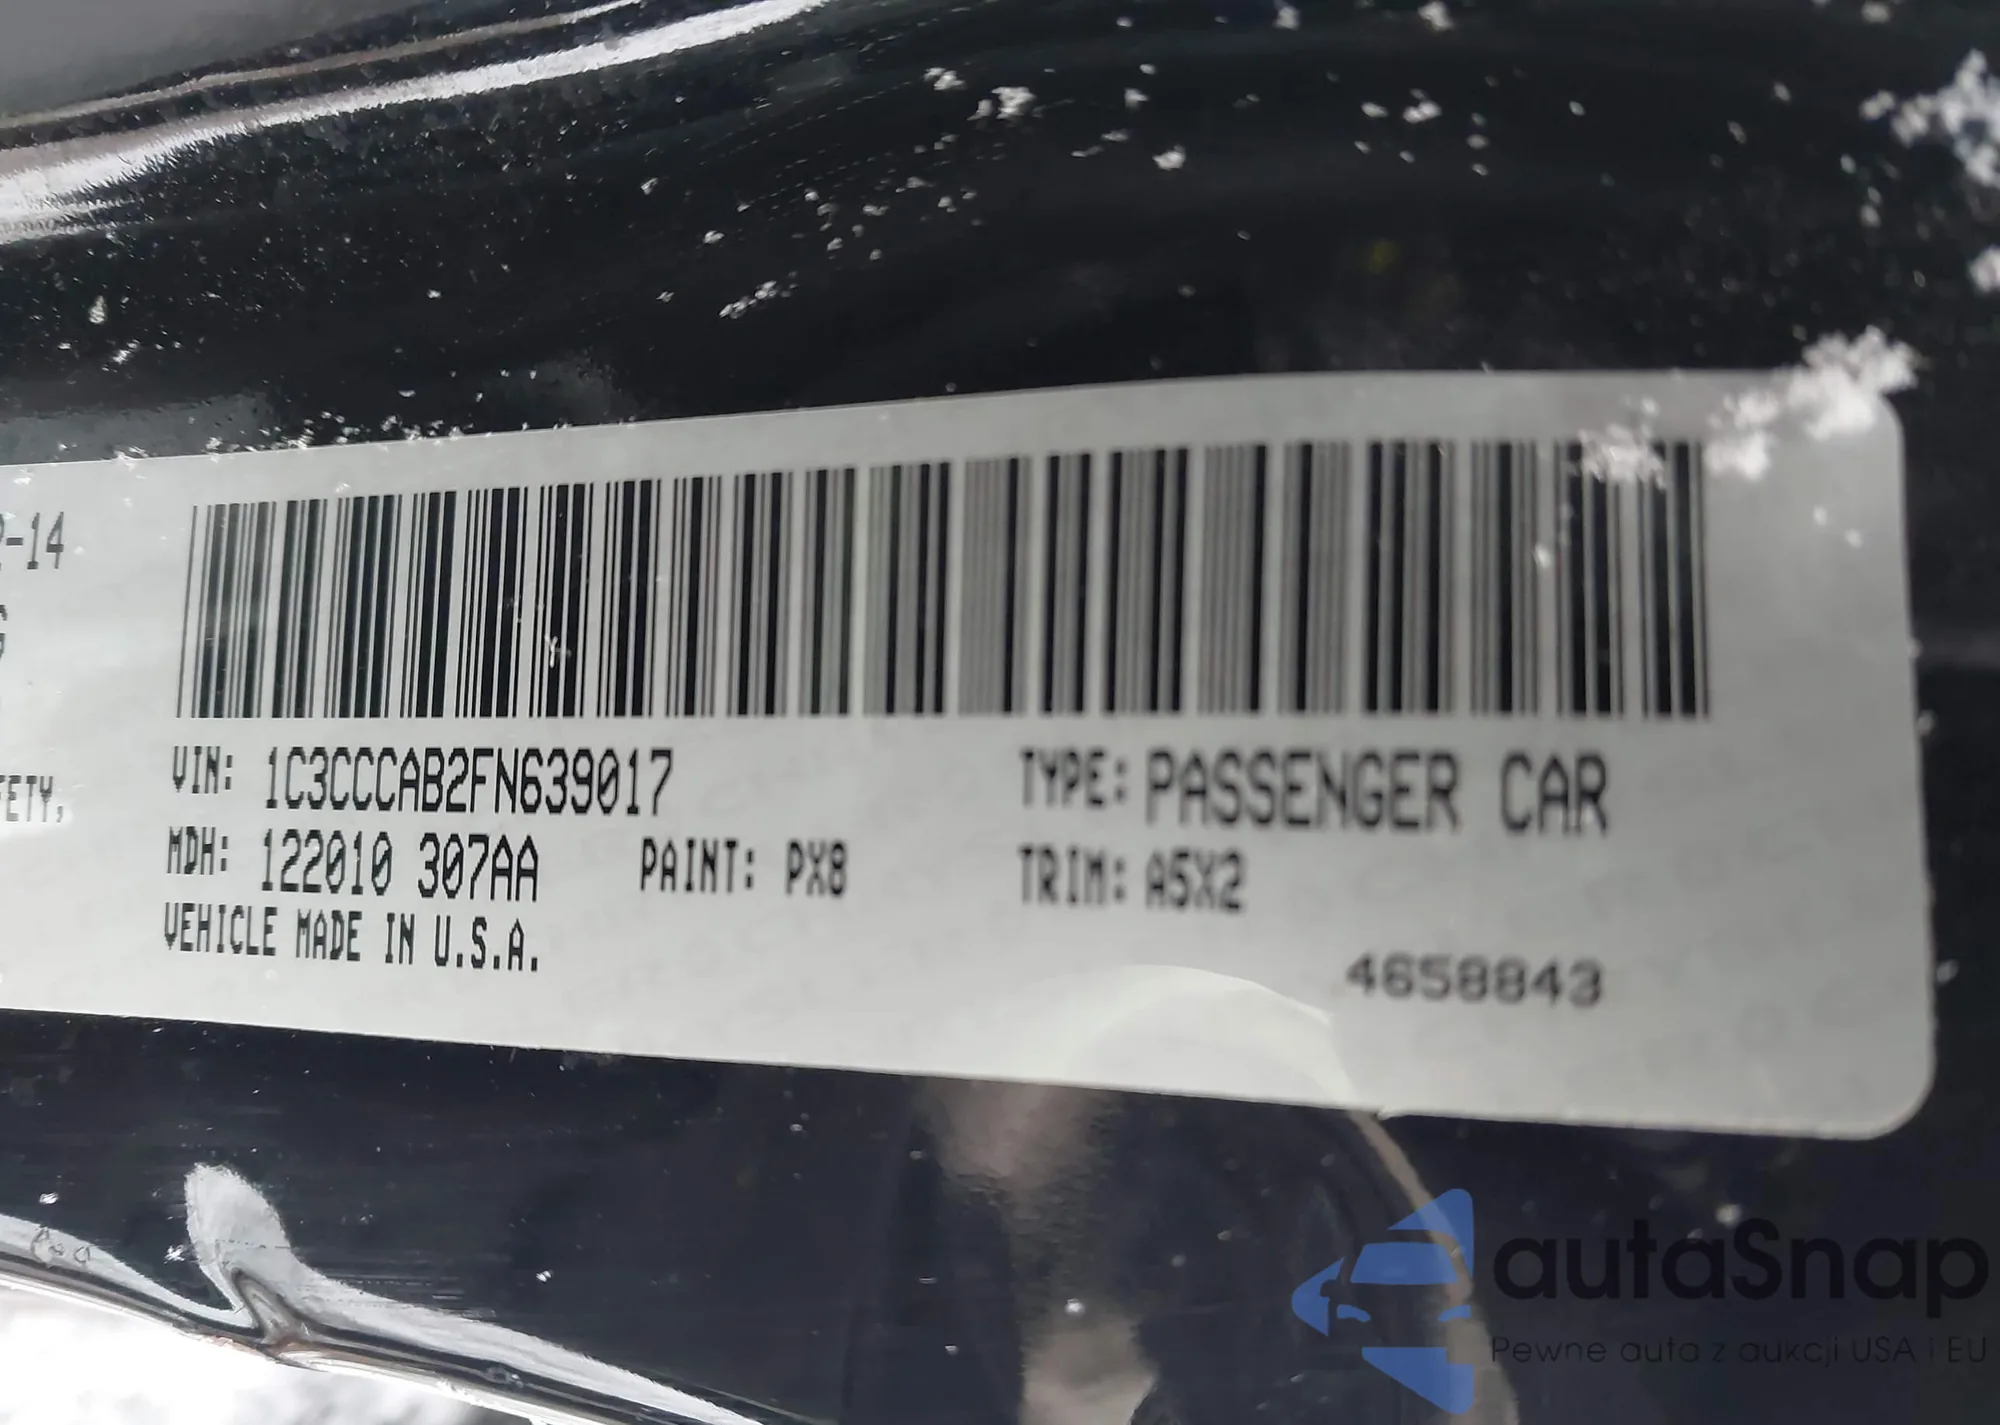 -14
FETY,
VIN: 1C3CCCAB2FN639017
TYPE: PASSENGER CAR
MDH: 122010 307AA
PAINT: PX8
TRIM: A5X2
VEHICLE MADE IN U.S.A.
4658843
autaSnap
Pewne auta z aukcji USA i EU